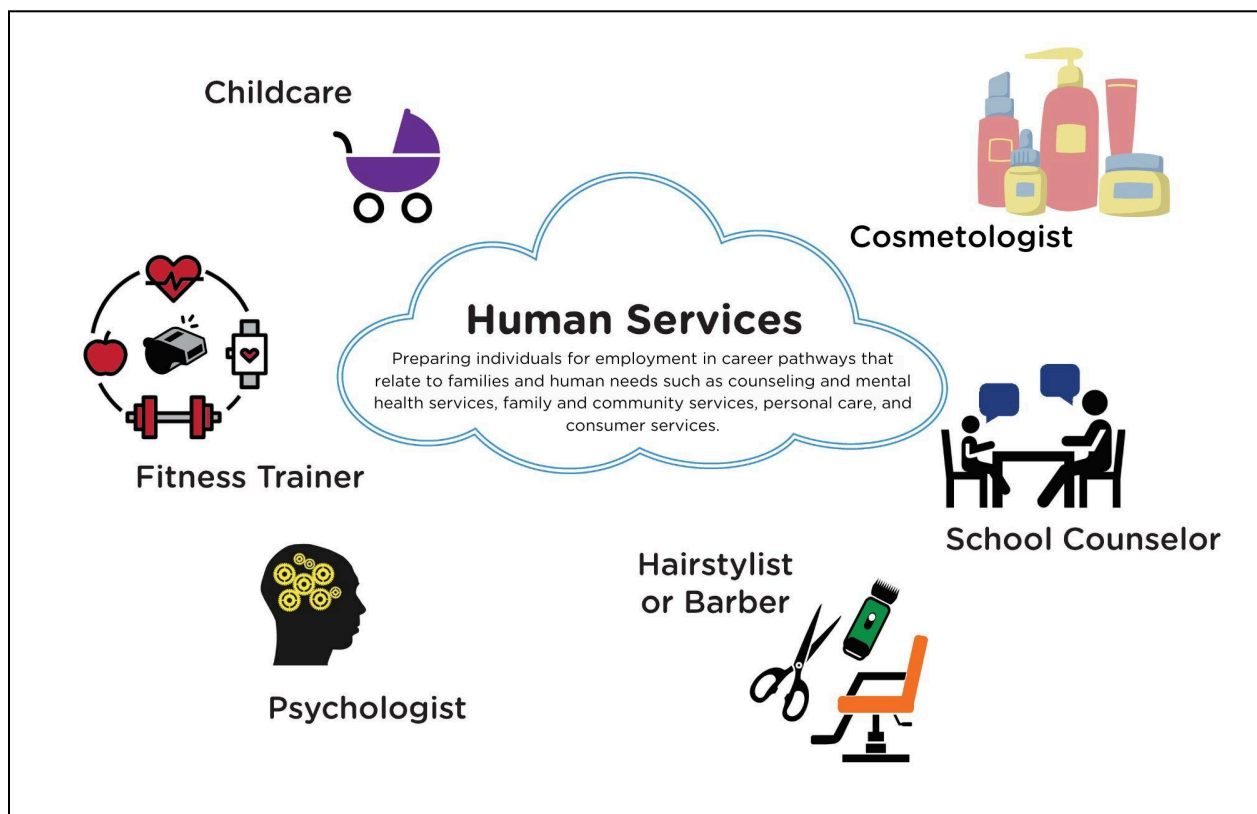 Childcare
Cosmetologist
Human Services
Preparing individuals for employment in career pathways that
relate to families and human needs such as counseling and mental
health services, family and community services, personal care, and
consumer services.
Fitness Trainer
School Counselor
Hairstylist
or Barber
Psychologist